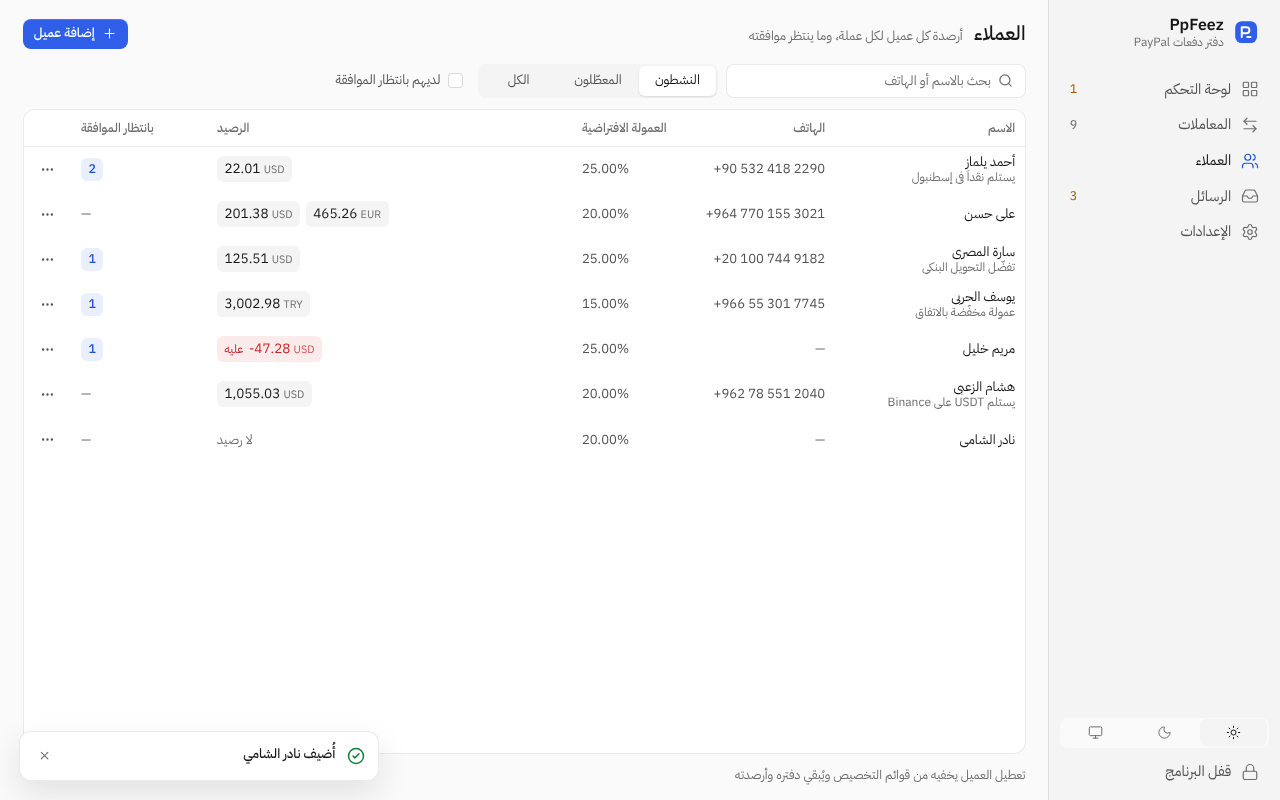 PpFeez
دفتر دفعات PayPal
لوحة التحكم 1
المعاملات 9
العملاء
الرسائل 3
الإعدادات
قفل البرنامج
العملاء أرصدة كل عميل لكل عملة، وما ينتظر موافقته
إضافة عميل
بحث بالاسم أو الهاتف
النشطون المعطّلون الكل
لديهم بانتظار الموافقة
الاسم الهاتف العمولة الافتراضية الرصيد بانتظار الموافقة
أحمد يلماز +90 532 418 2290 25.00% 22.01 USD 2
يستلم نقداً في إسطنبول
علي حسن +964 770 155 3021 20.00% 465.26 EUR 201.38 USD —
سارة المصري +20 100 744 9182 25.00% 125.51 USD 1
تفضّل التحويل البنكي
يوسف الحربي +966 55 301 7745 15.00% 3,002.98 TRY 1
عمولة مخفّضة بالاتفاق
مريم خليل — 25.00% -47.28 USD عليه 1
هشام الزعبي +962 78 551 2040 20.00% 1,055.03 USD —
يستلم USDT على Binance
نادر الشامي — 20.00% لا رصيد —
أُضيف نادر الشامي
تعطيل العميل يخفيه من قوائم التخصيص ويُبقي دفتره وأرصدته